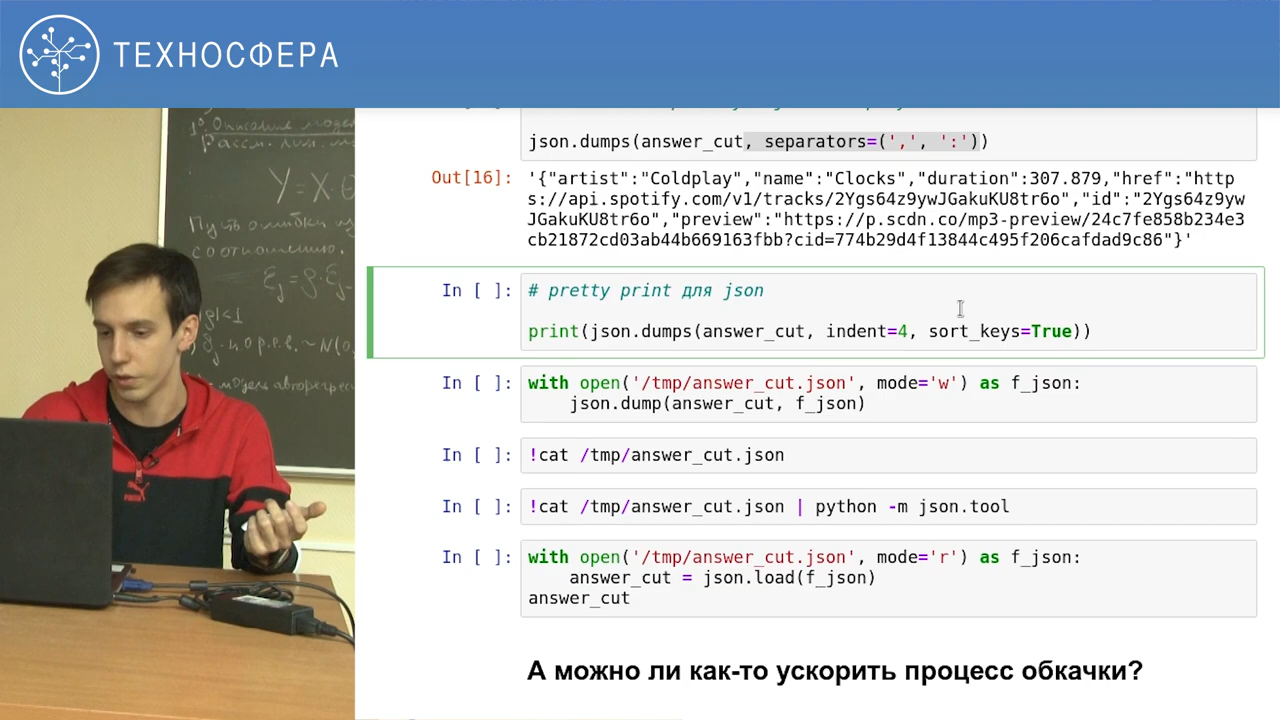 ТЕХНОСФЕРА
json.dumps(answer_cut, separators=(',', ':'))
Out[16]: '{"artist":"Coldplay","name":"Clocks","duration":307.879,"href":"http
s://api.spotify.com/v1/tracks/2Ygs64z9ywJGakuKU8tr6o","id":"2Ygs64z9yw
JGakuKU8tr6o","preview":"https://p.scdn.co/mp3-preview/24c7fe858b234e3
cb21872cd03ab44b669163fbb?cid=774b29d4f13844c495f206cafdad9c86"}'
In [ ]: # pretty print для json
print(json.dumps(answer_cut, indent=4, sort_keys=True))
In [ ]: with open('/tmp/answer_cut.json', mode='w') as f_json:
json.dump(answer_cut, f_json)
In [ ]: !cat /tmp/answer_cut.json
In [ ]: !cat /tmp/answer_cut.json | python -m json.tool
In [ ]: with open('/tmp/answer_cut.json', mode='r') as f_json:
answer_cut = json.load(f_json)
answer_cut
А можно ли как-то ускорить процесс обкачки?
1° Описание
Y=X·
Пусть ошибки
соотношению.